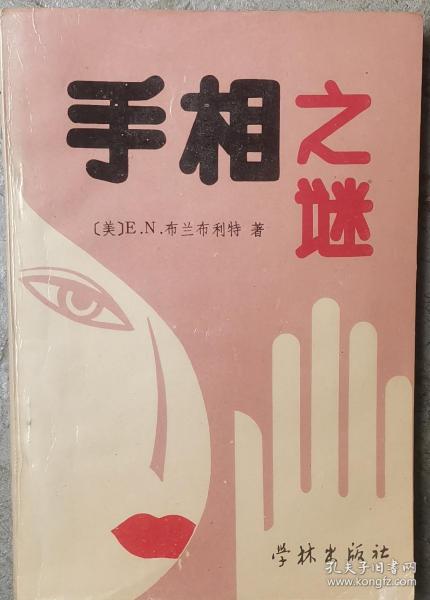 手相之谜
〔美〕E.N.布兰布利特 著
学林出版社
孔夫子旧书网
www.kongfz.com